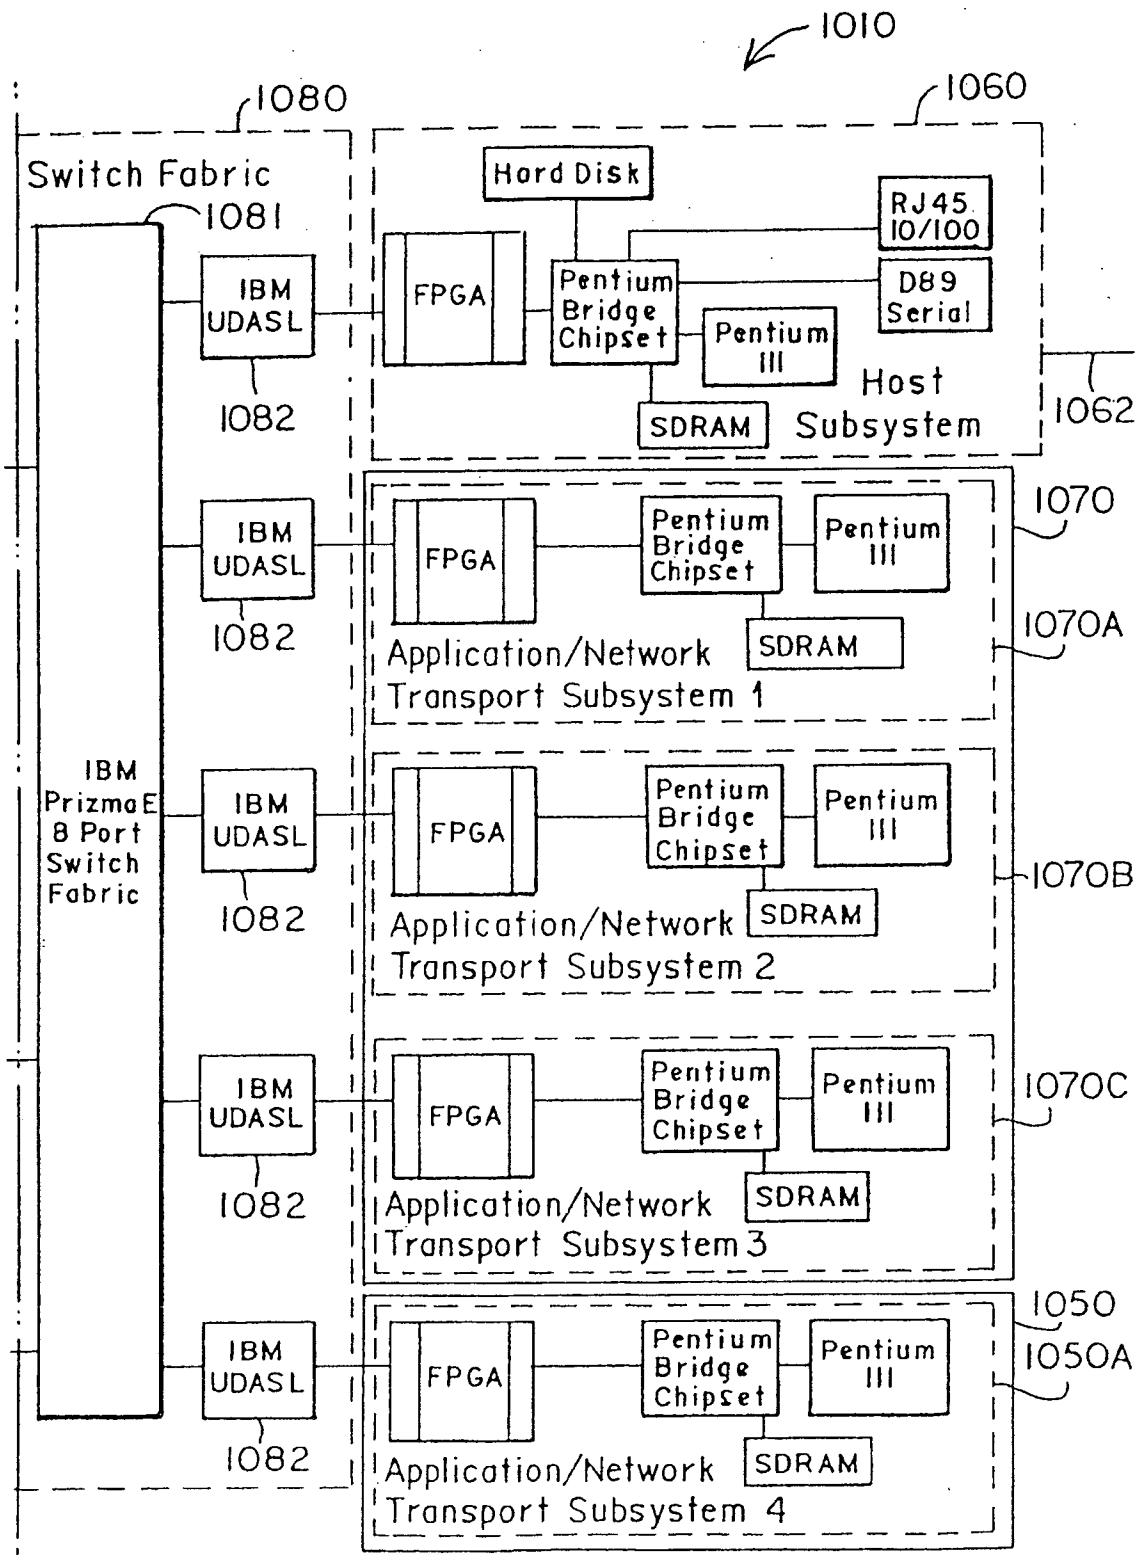 1010
1080
1060
Switch Fabric
1081
Hard Disk
RJ45
10/100
IBM
UDASL
FPGA
Pentium
Bridge
Chipset
D89
Serial
Pentium
III
1082
SDRAM
Host
Subsystem
1062
IBM
UDASL
FPGA
Pentium
Bridge
Chipset
Pentium
III
1070
1082
SDRAM
1070A
Application/Network
Transport Subsystem 1
IBM
PrizmaE
8 Port
Switch
Fabric
IBM
UDASL
FPGA
Pentium
Bridge
Chipset
Pentium
III
1070B
1082
SDRAM
Application/Network
Transport Subsystem 2
IBM
UDASL
FPGA
Pentium
Bridge
Chipset
Pentium
III
1070C
1082
SDRAM
Application/Network
Transport Subsystem 3
1050
IBM
UDASL
FPGA
Pentium
Bridge
Chipset
Pentium
III
1050A
1082
SDRAM
Application/Network
Transport Subsystem 4